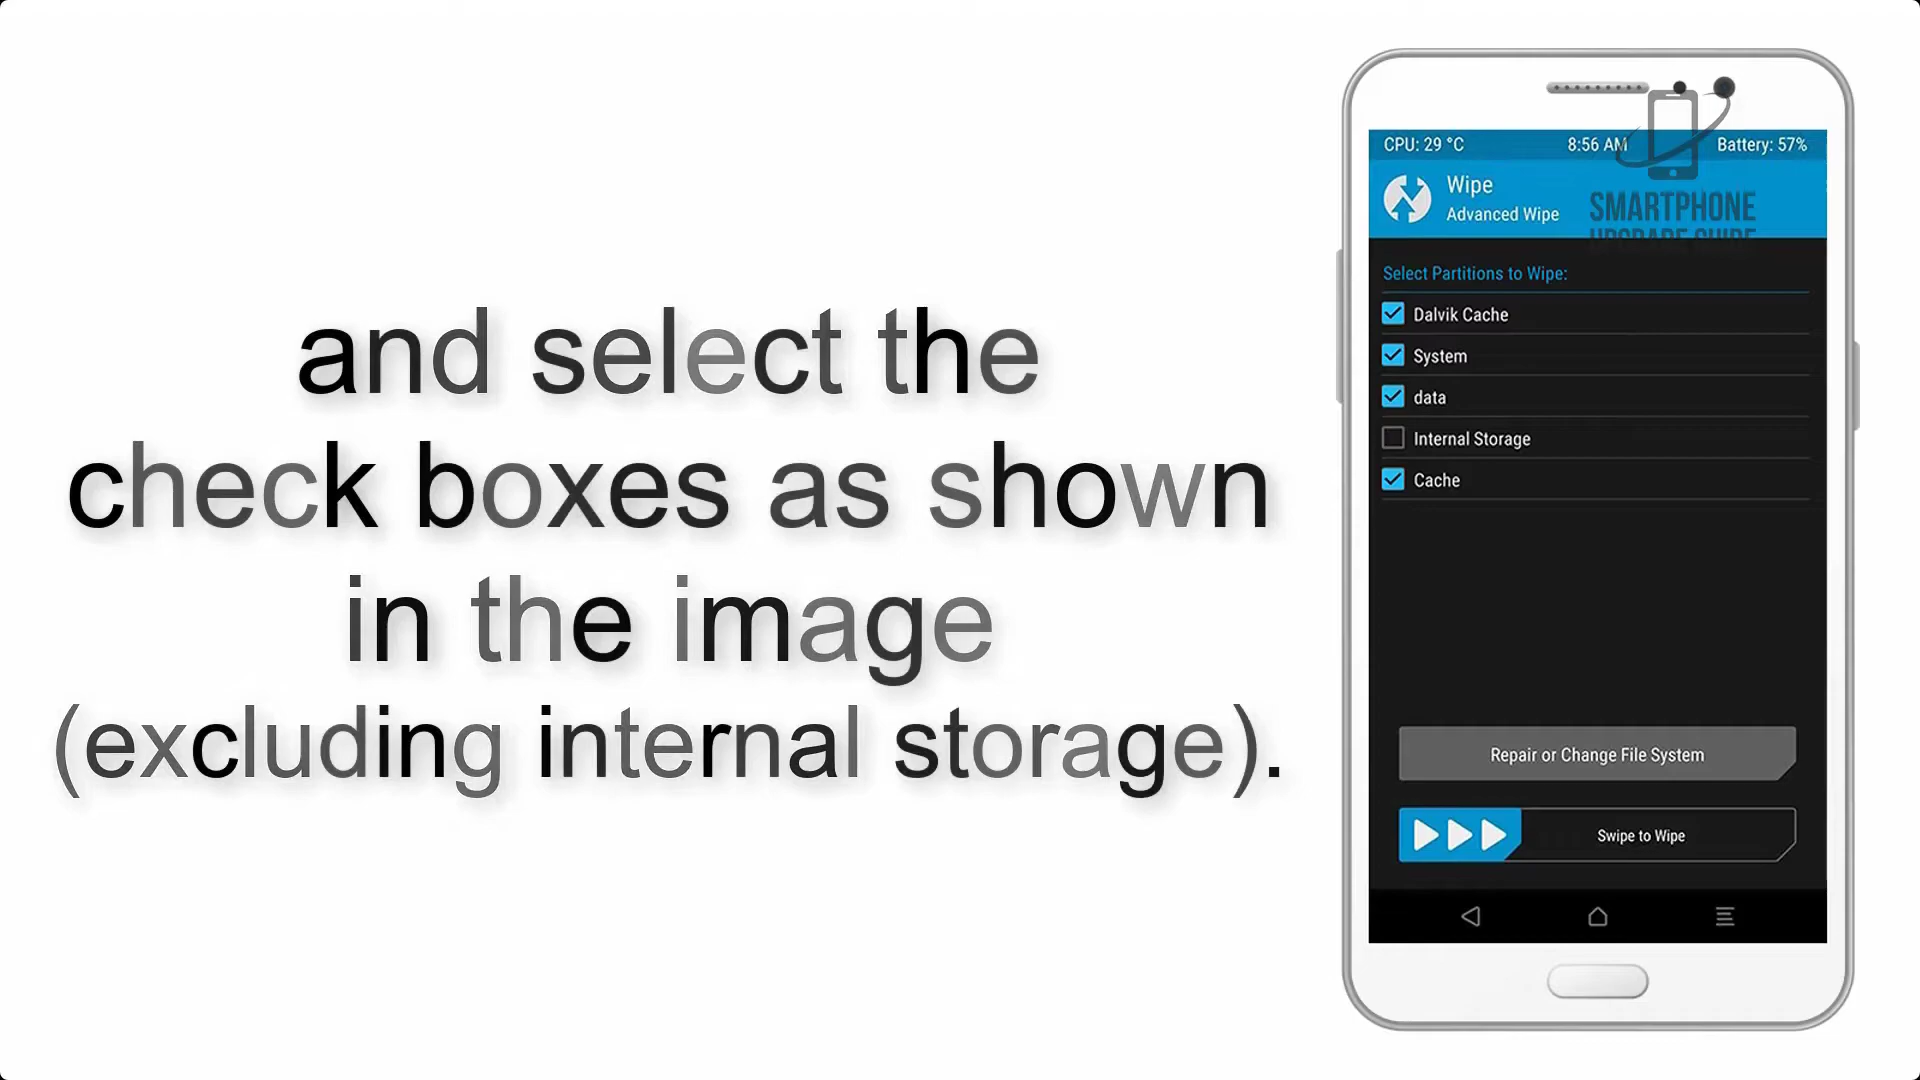 and select the
check boxes as shown
in the image
(excluding internal storage).
CPU: 29 °C 8:56 AM Battery: 57%
Wipe
Advanced Wipe
SMARTPHONE
UPGRADE GUIDE
Select Partitions to Wipe:
Dalvik Cache
System
data
Internal Storage
Cache
Repair or Change File System
Swipe to Wipe